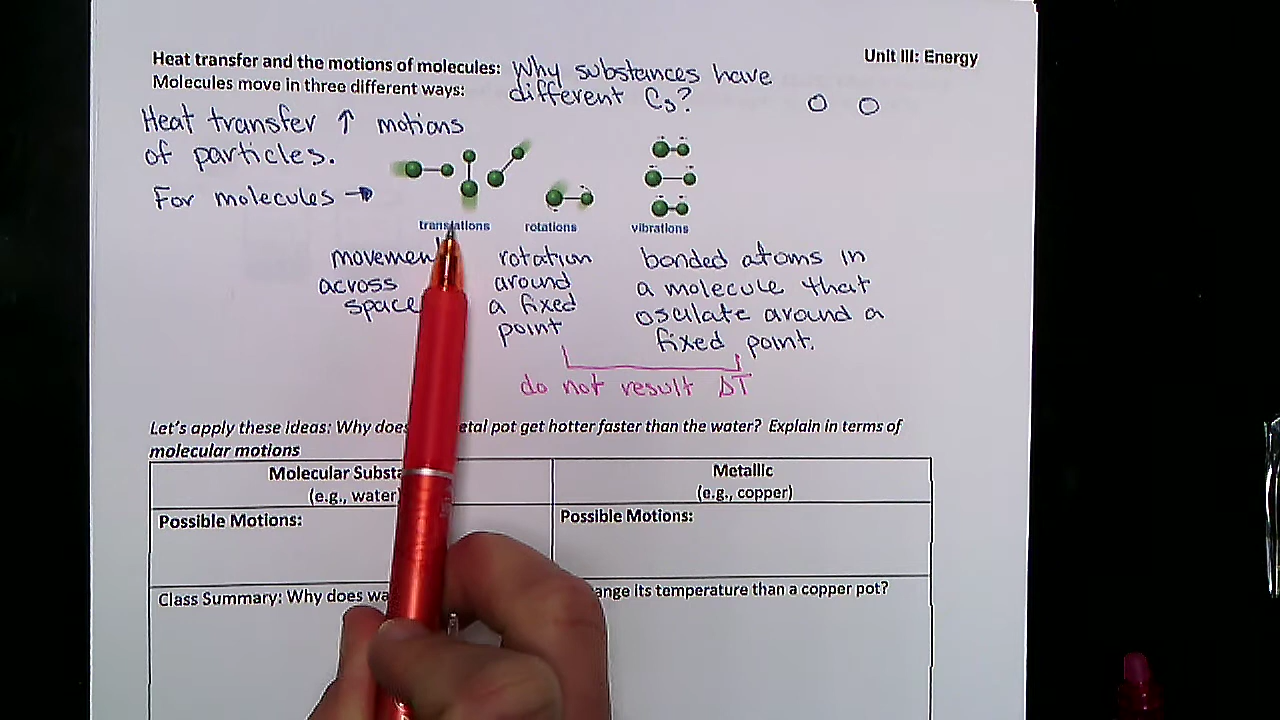 Heat transfer and the motions of molecules: Why substances have
Unit III: Energy
Molecules move in three different ways: different Cs?
Heat transfer ↑ motions
of particles.
For molecules →
translations rotations vibrations
movement rotation bonded atoms in
across around a molecule that
space a fixed osulate around a
point fixed point.
do not result ΔT
Let's apply these ideas: Why does etal pot get hotter faster than the water? Explain in terms of
molecular motions
Molecular Substa Metallic
(e.g., water) (e.g., copper)
Possible Motions: Possible Motions:
Class Summary: Why does wa ange its temperature than a copper pot?